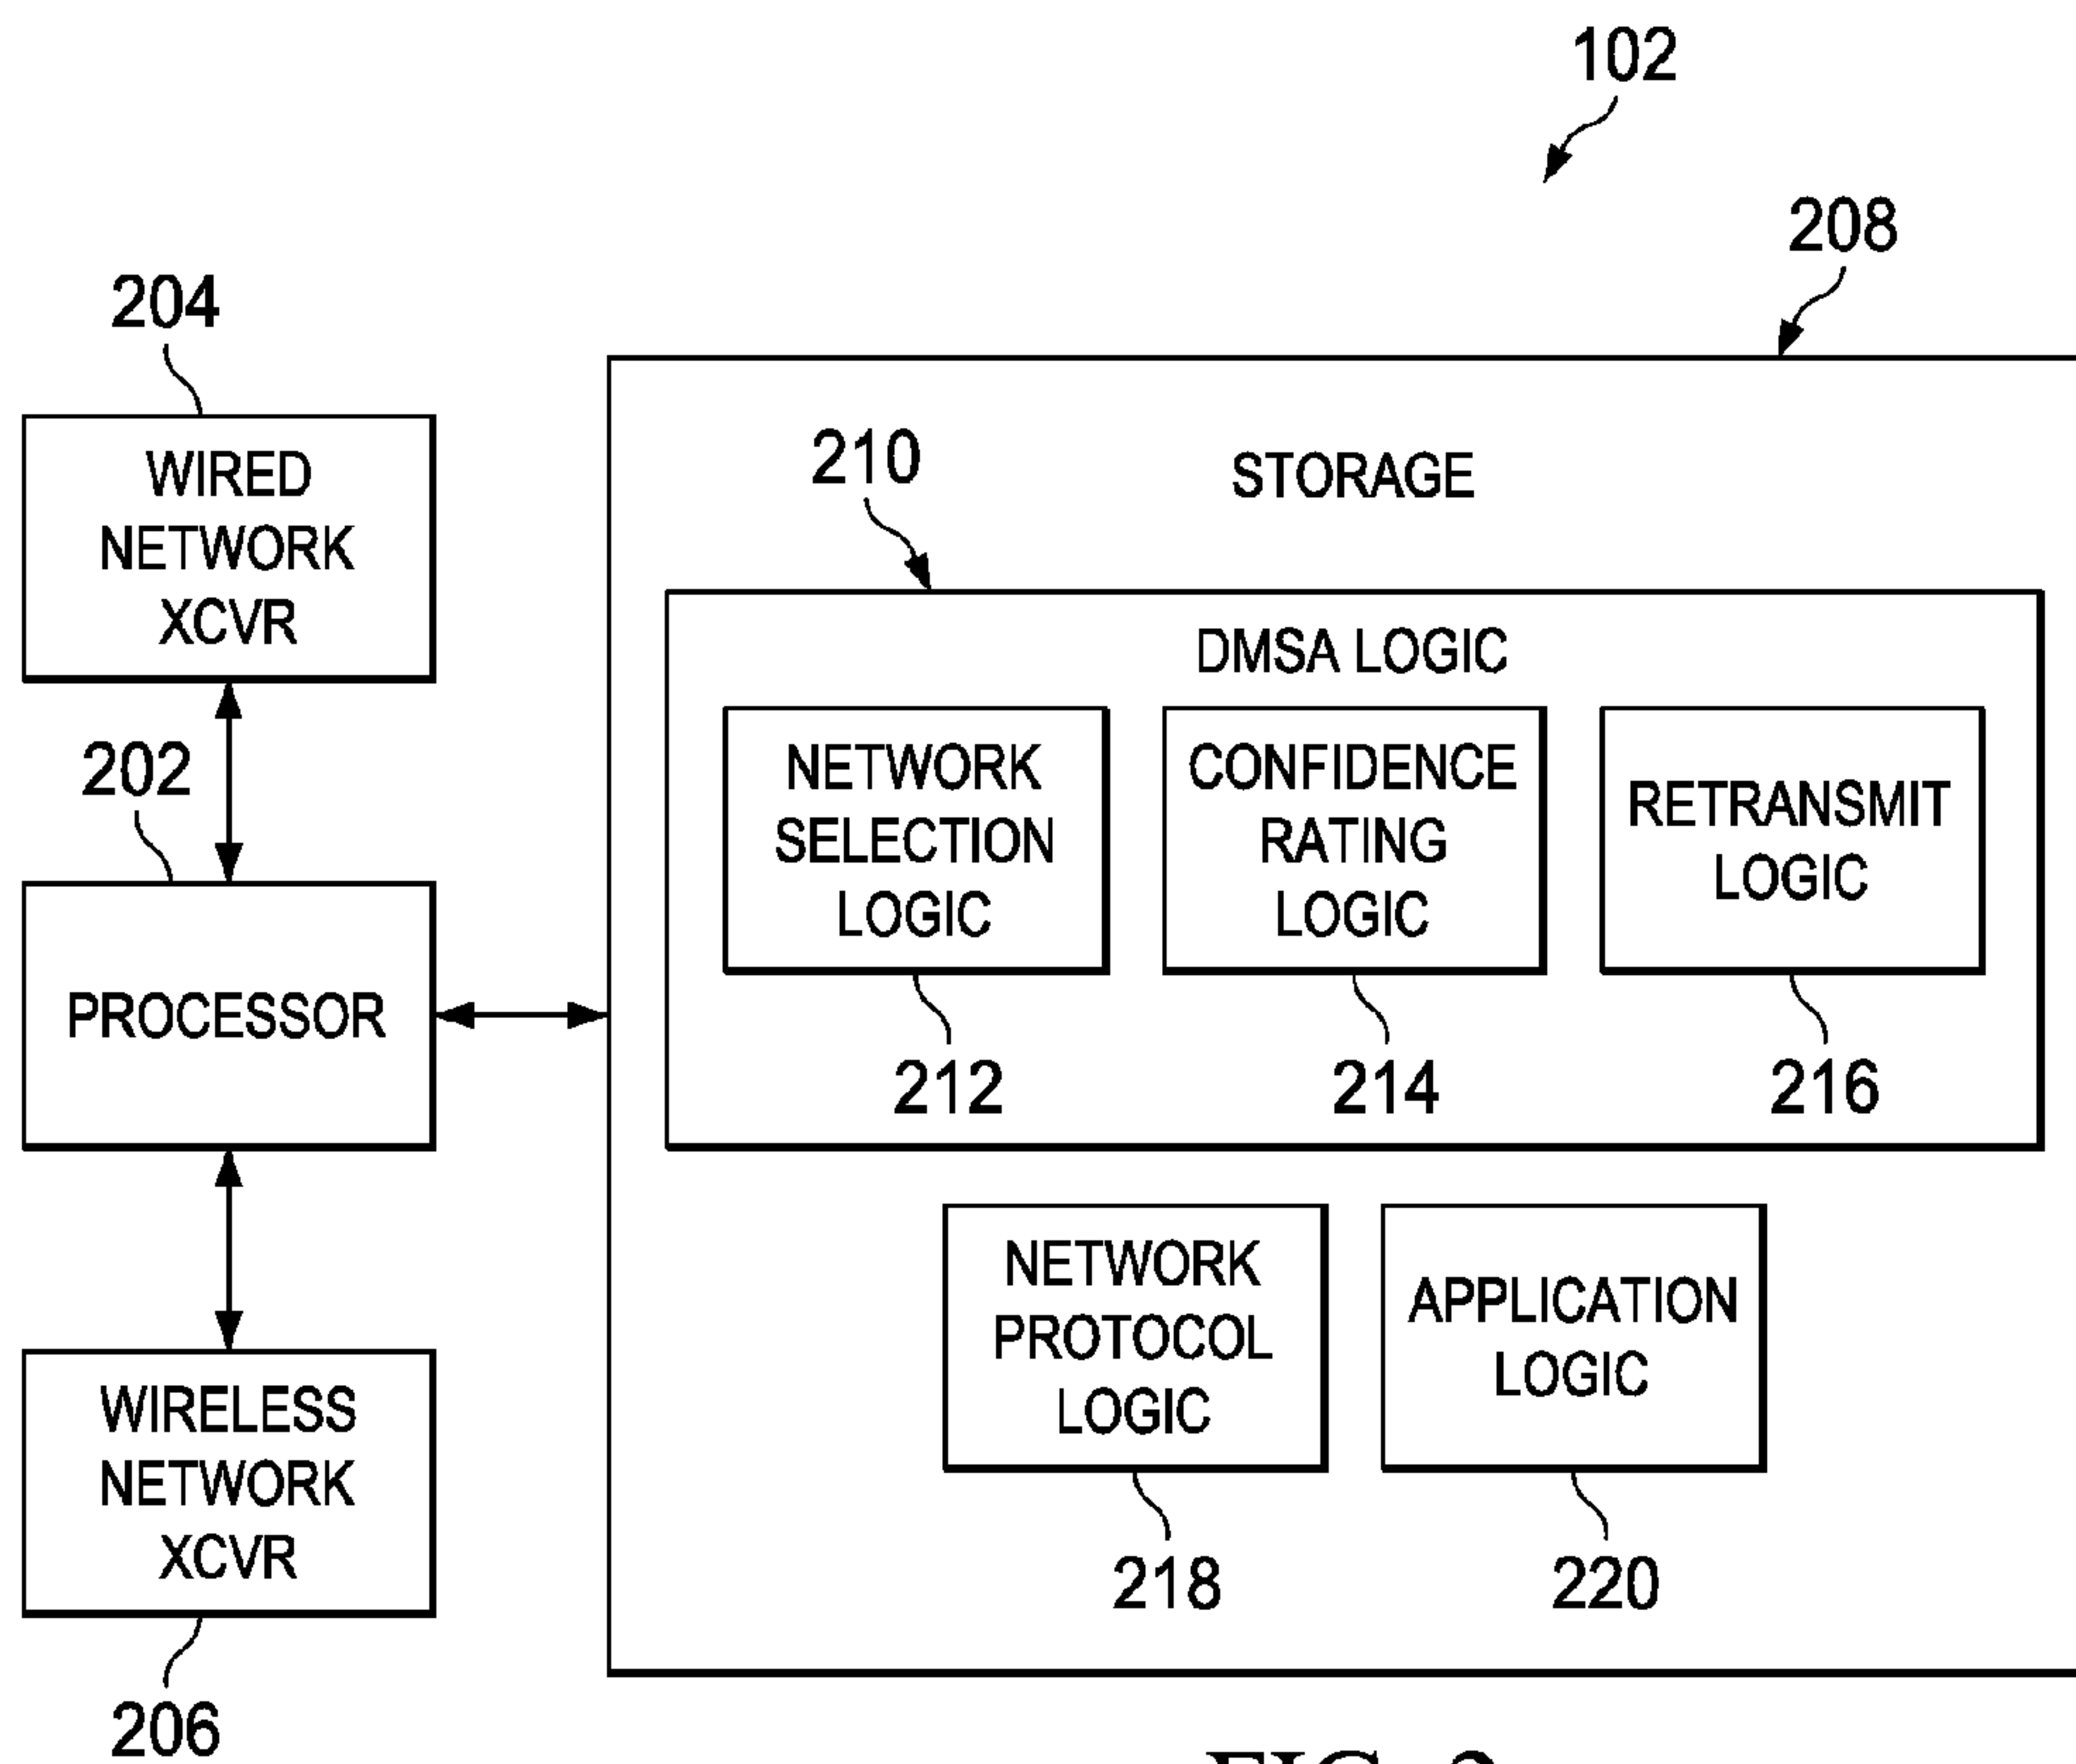 102
208
204
WIRED
NETWORK
XCVR
210
STORAGE
DMSA LOGIC
202
NETWORK
SELECTION
LOGIC
CONFIDENCE
RATING
LOGIC
RETRANSMIT
LOGIC
PROCESSOR
212
214
216
NETWORK
PROTOCOL
LOGIC
APPLICATION
LOGIC
WIRELESS
NETWORK
XCVR
218
220
206